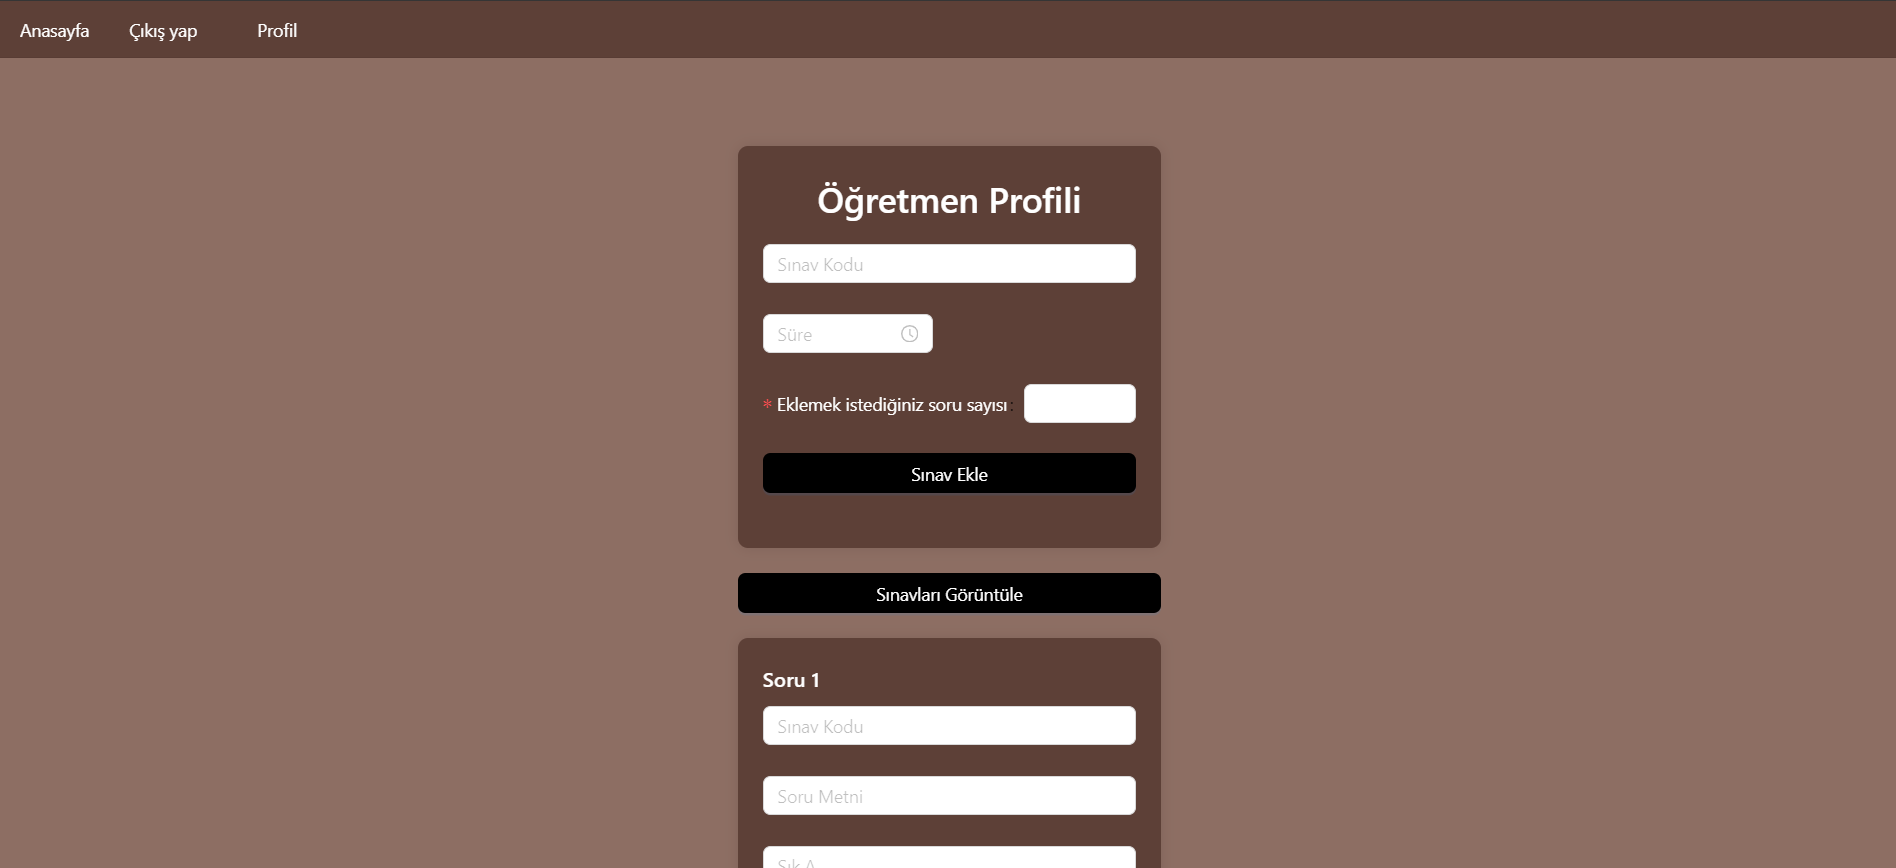 Anasayfa Çıkış yap Profil
Öğretmen Profili
Sınav Kodu
Süre
* Eklemek istediğiniz soru sayısı :
Sınav Ekle
Sınavları Görüntüle
Soru 1
Sınav Kodu
Soru Metni
Şık A